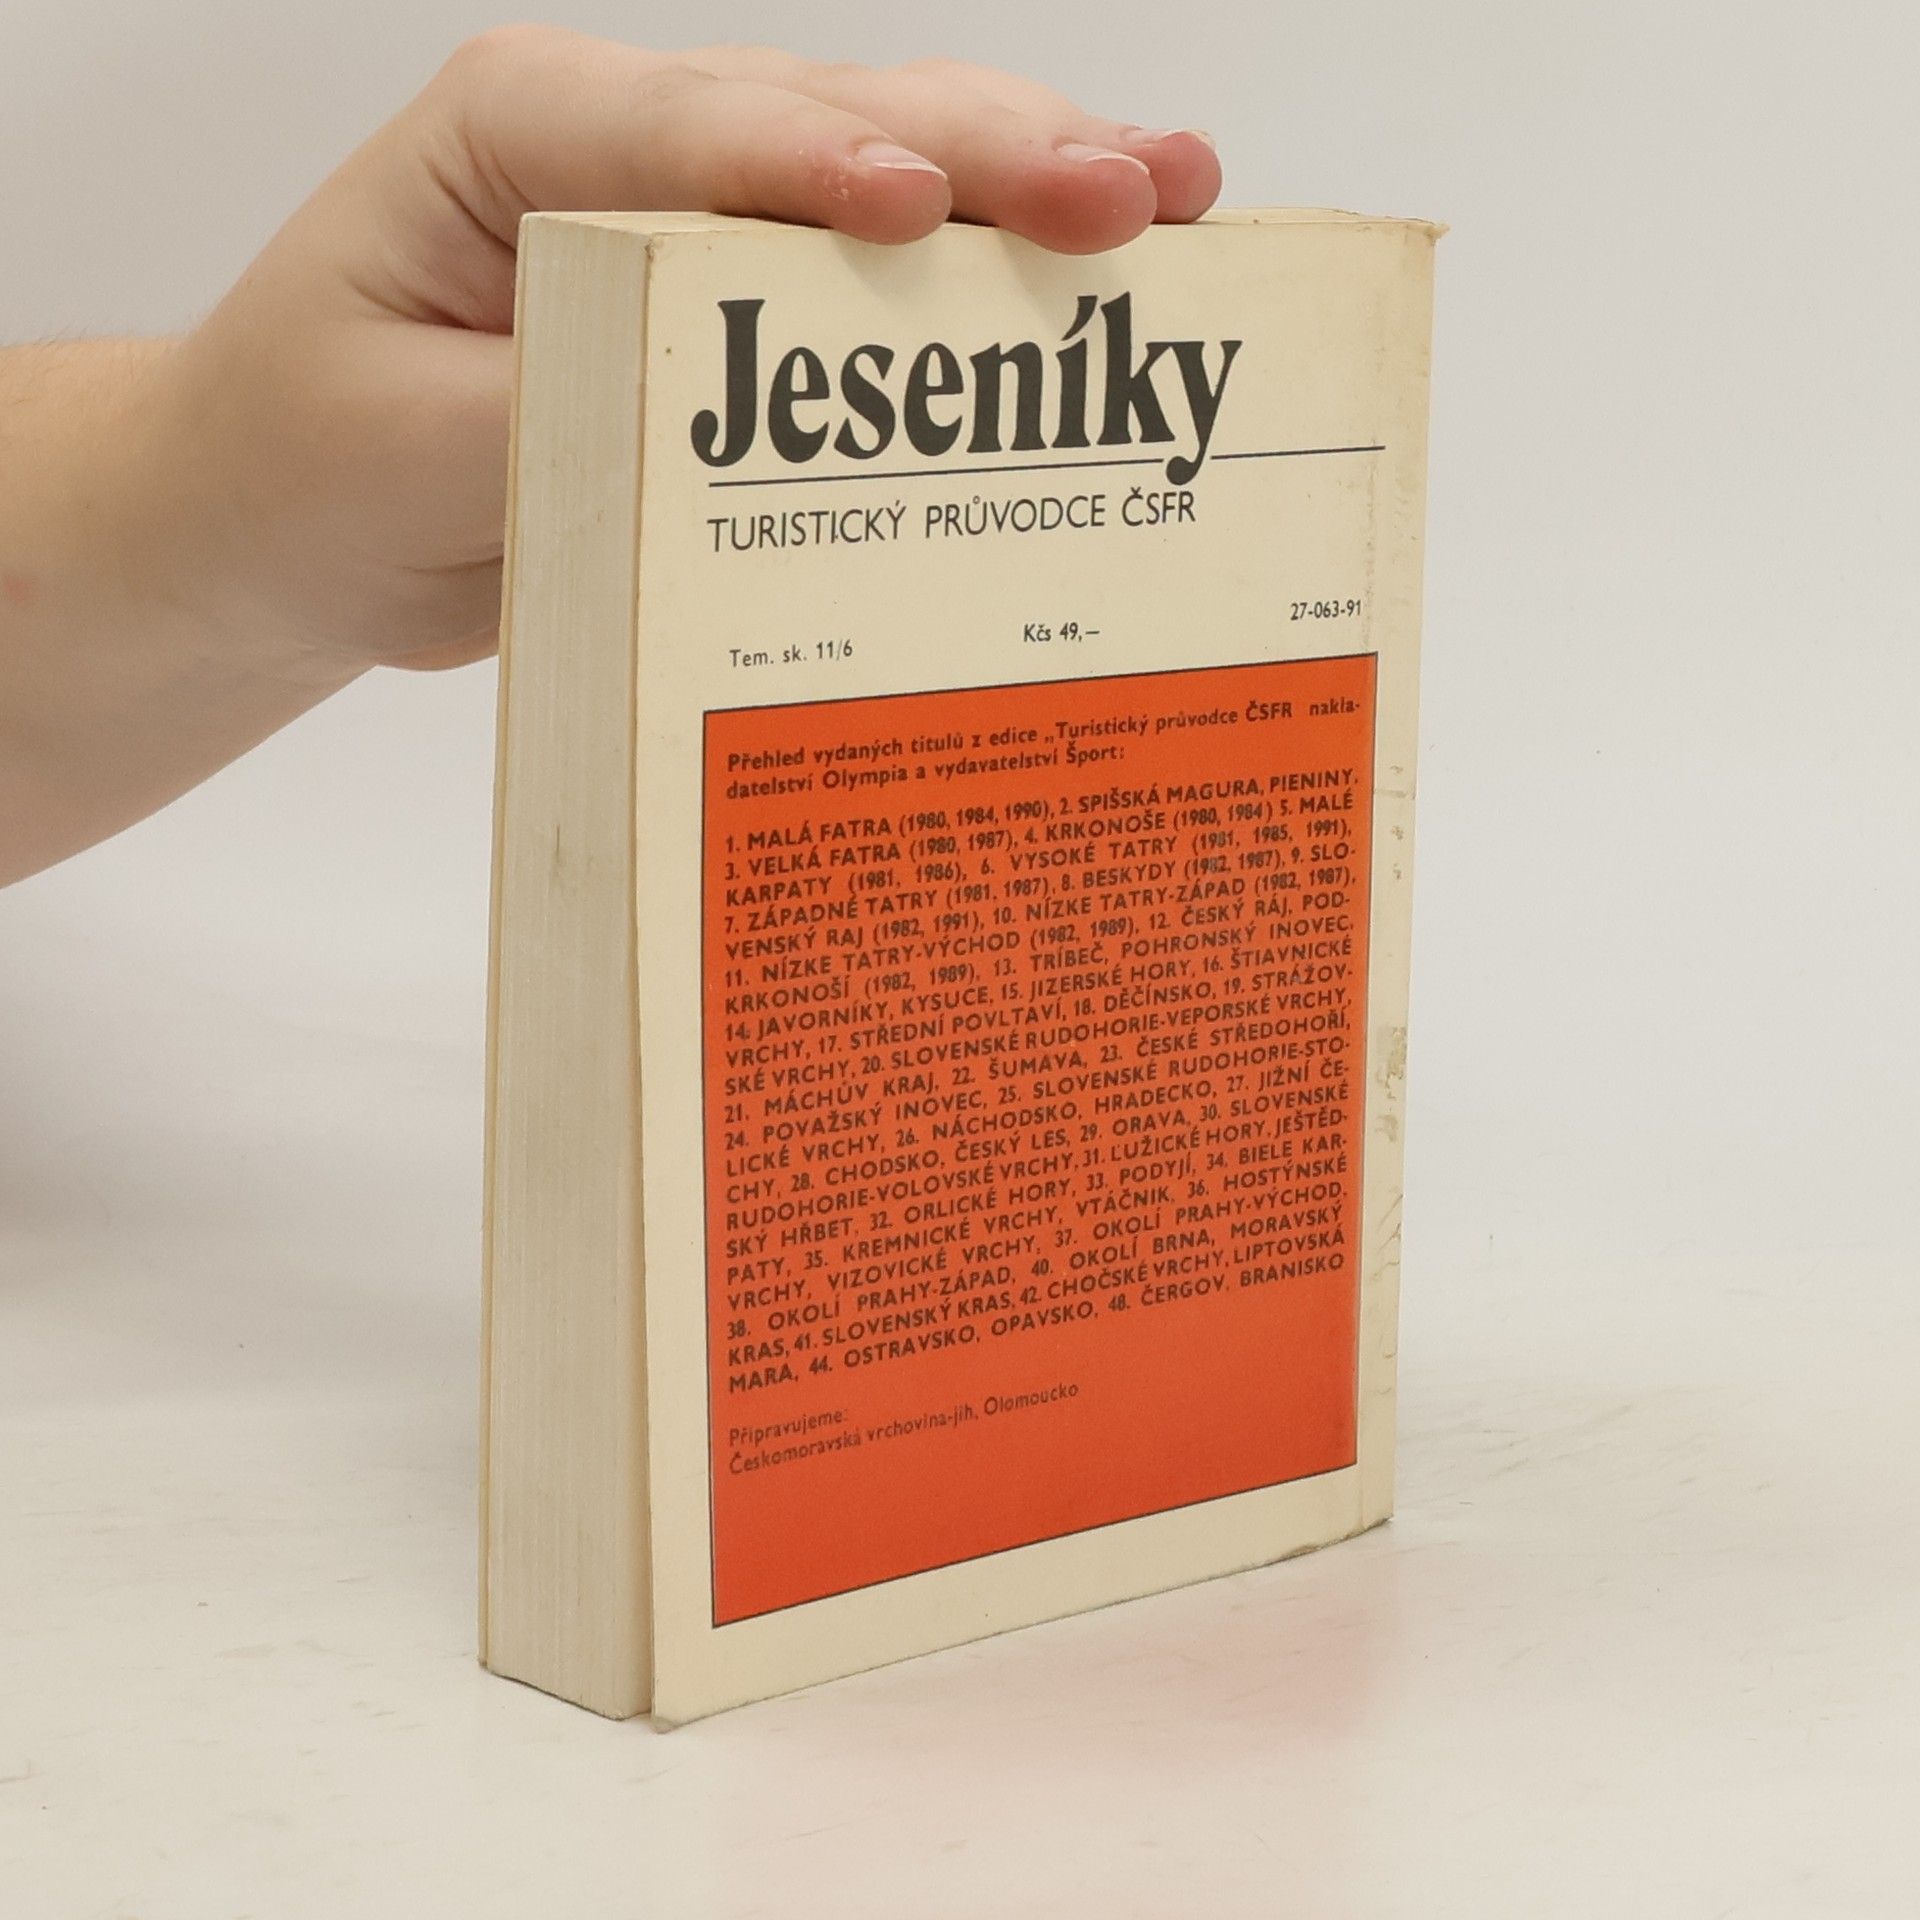 Jeseníky
TURISTICKÝ PRŮVODCE ČSFR
Tem. sk. 11/6
Kčs 49,—
27-063-91
Přehled vydaných titulů z edice „Turistický průvodce ČSFR nakla-
datelství Olympia a vydavatelství Šport:
1. MALÁ FATRA (1980, 1984, 1990), 2. SPIŠSKÁ MAGURA, PIENINY,
3. VELKÁ FATRA (1980, 1987), 4. KRKONOŠE (1980, 1984) 5. MALÉ
KARPATY (1981, 1986), 6. VYSOKÉ TATRY (1981, 1985, 1991),
7. ZÁPADNÉ TATRY (1981, 1987), 8. BESKYDY (1982, 1987), 9. SLO-
VENSKÝ RAJ (1982, 1991), 10. NÍZKE TATRY-ZÁPAD (1982, 1987),
11. NÍZKE TATRY-VÝCHOD (1982, 1989), 12. ČESKÝ RÁJ, POD-
KRKONOŠÍ (1982, 1989), 13. TRÍBEČ, POHRONSKÝ INOVEC,
14. JAVORNÍKY, KYSUCE, 15. JIZERSKÉ HORY, 16. ŠTIAVNICKÉ
VRCHY, 17. STŘEDNÍ POVLTAVÍ, 18. DĚČÍNSKO, 19. STRÁŽOV-
SKÉ VRCHY, 20. SLOVENSKÉ RUDOHORIE-VEPORSKÉ VRCHY,
21. MÁCHŮV KRAJ, 22. ŠUMAVA, 23. ČESKÉ STŘEDOHOŘÍ,
24. POVAŽSKÝ INOVEC, 25. SLOVENSKÉ RUDOHORIE-STO-
LICKÉ VRCHY, 26. NÁCHODSKO, HRADECKO, 27. JIŽNÍ ČE-
CHY, 28. CHODSKO, ČESKÝ LES, 29. ORAVA, 30. SLOVENSKÉ
RUDOHORIE-VOLOVSKÉ VRCHY, 31. ĽUŽICKÉ HORY, JEŠTĚD-
SKÝ HŘBET, 32. ORLICKÉ HORY, 33. PODYJÍ, 34. BIELE KAR-
PATY, 35. KREMNICKÉ VRCHY, VTÁČNIK, 36. HOSTÝNSKÉ
VRCHY, VIZOVICKÉ VRCHY, 37. OKOLÍ PRAHY-VÝCHOD,
38. OKOLÍ PRAHY-ZÁPAD, 40. OKOLÍ BRNA, MORAVSKÝ
KRAS, 41. SLOVENSKÝ KRAS, 42. CHOČSKÉ VRCHY, LIPTOVSKÁ
MARA, 44. OSTRAVSKO, OPAVSKO, 48. ČERGOV, BRANISKO
Připravujeme:
Českomoravská vrchovina-jih, Olomoucko